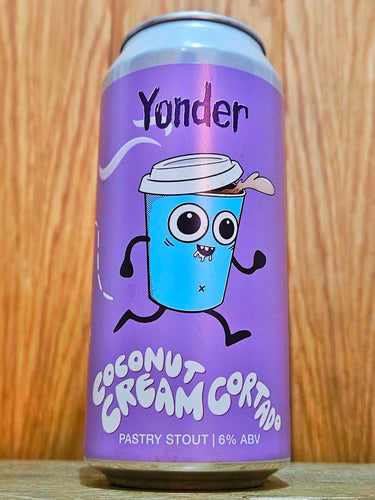 Yonder
COCONUT
CREAM CORTADO
PASTRY STOUT | 6% ABV